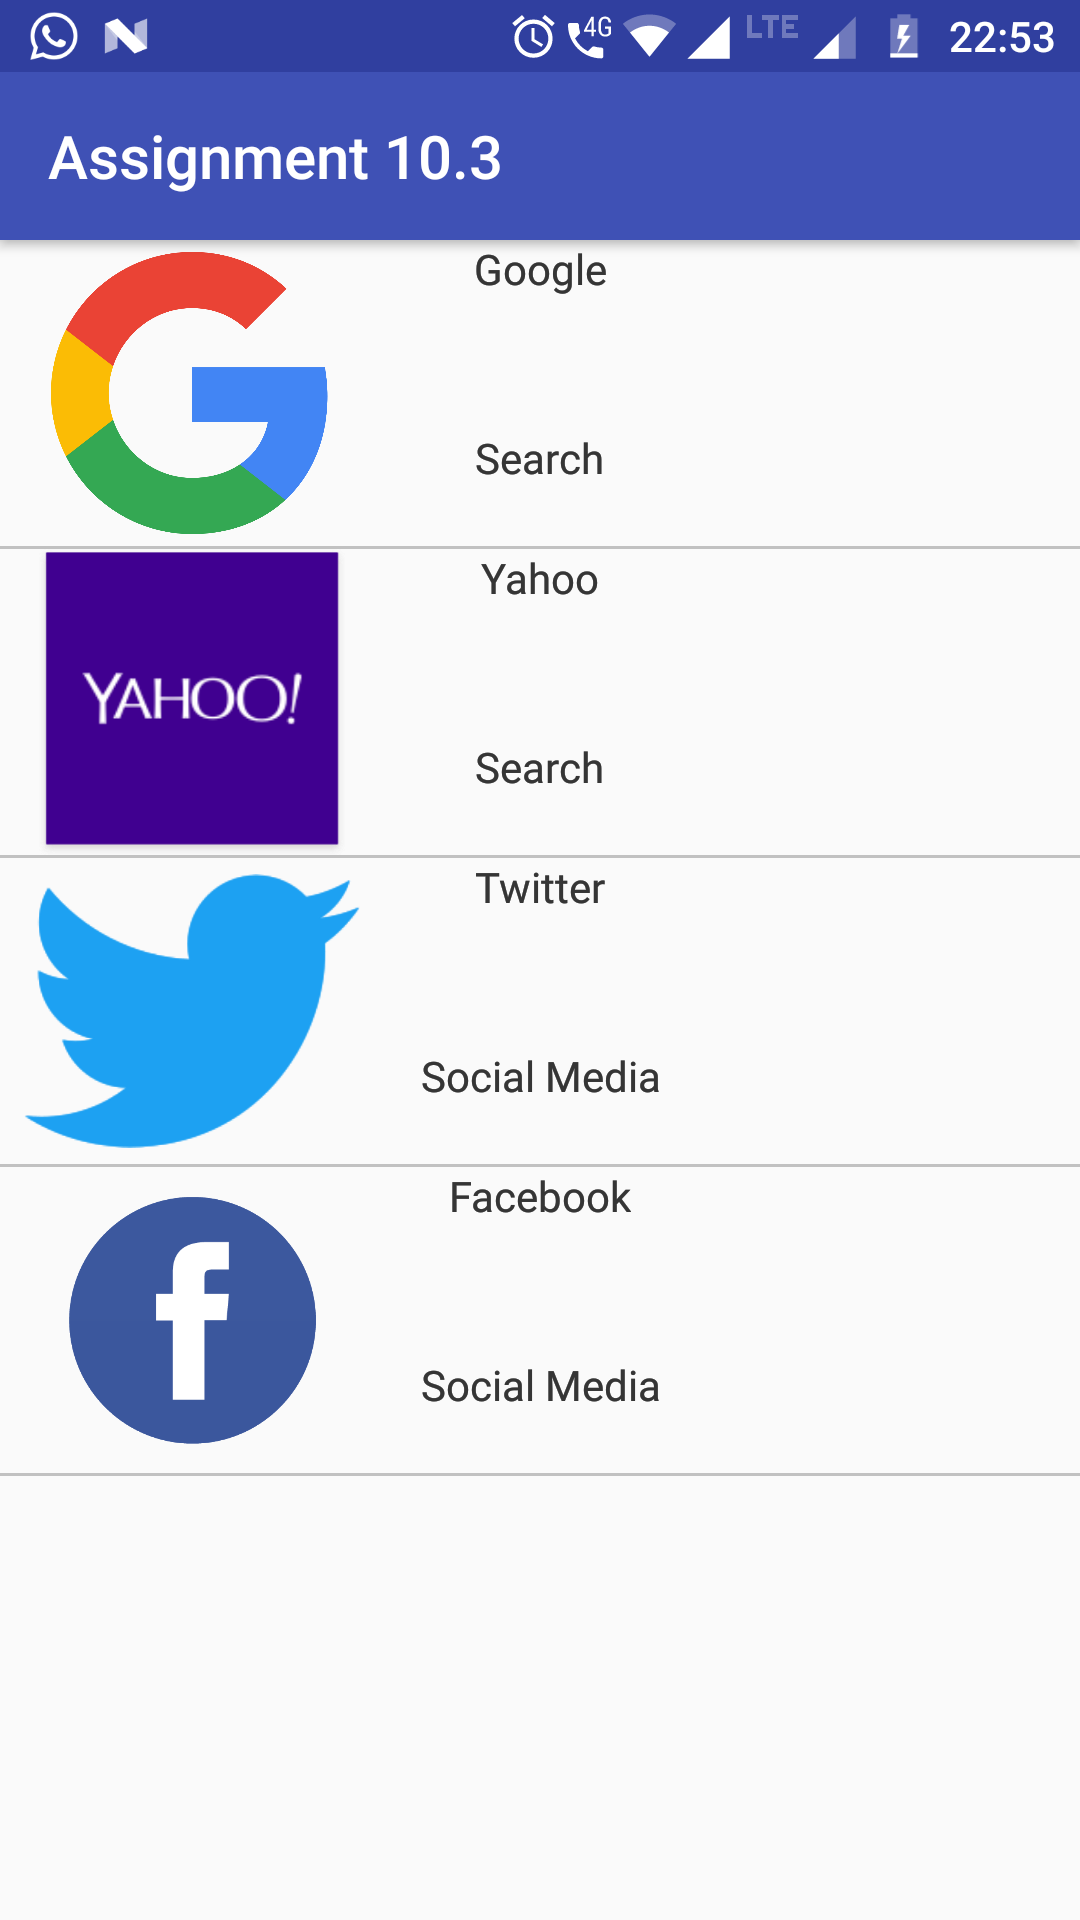 4G LTE 22:53
Assignment 10.3
Google
Search
YAHOO!
Yahoo
Search
Twitter
Social Media
f
Facebook
Social Media